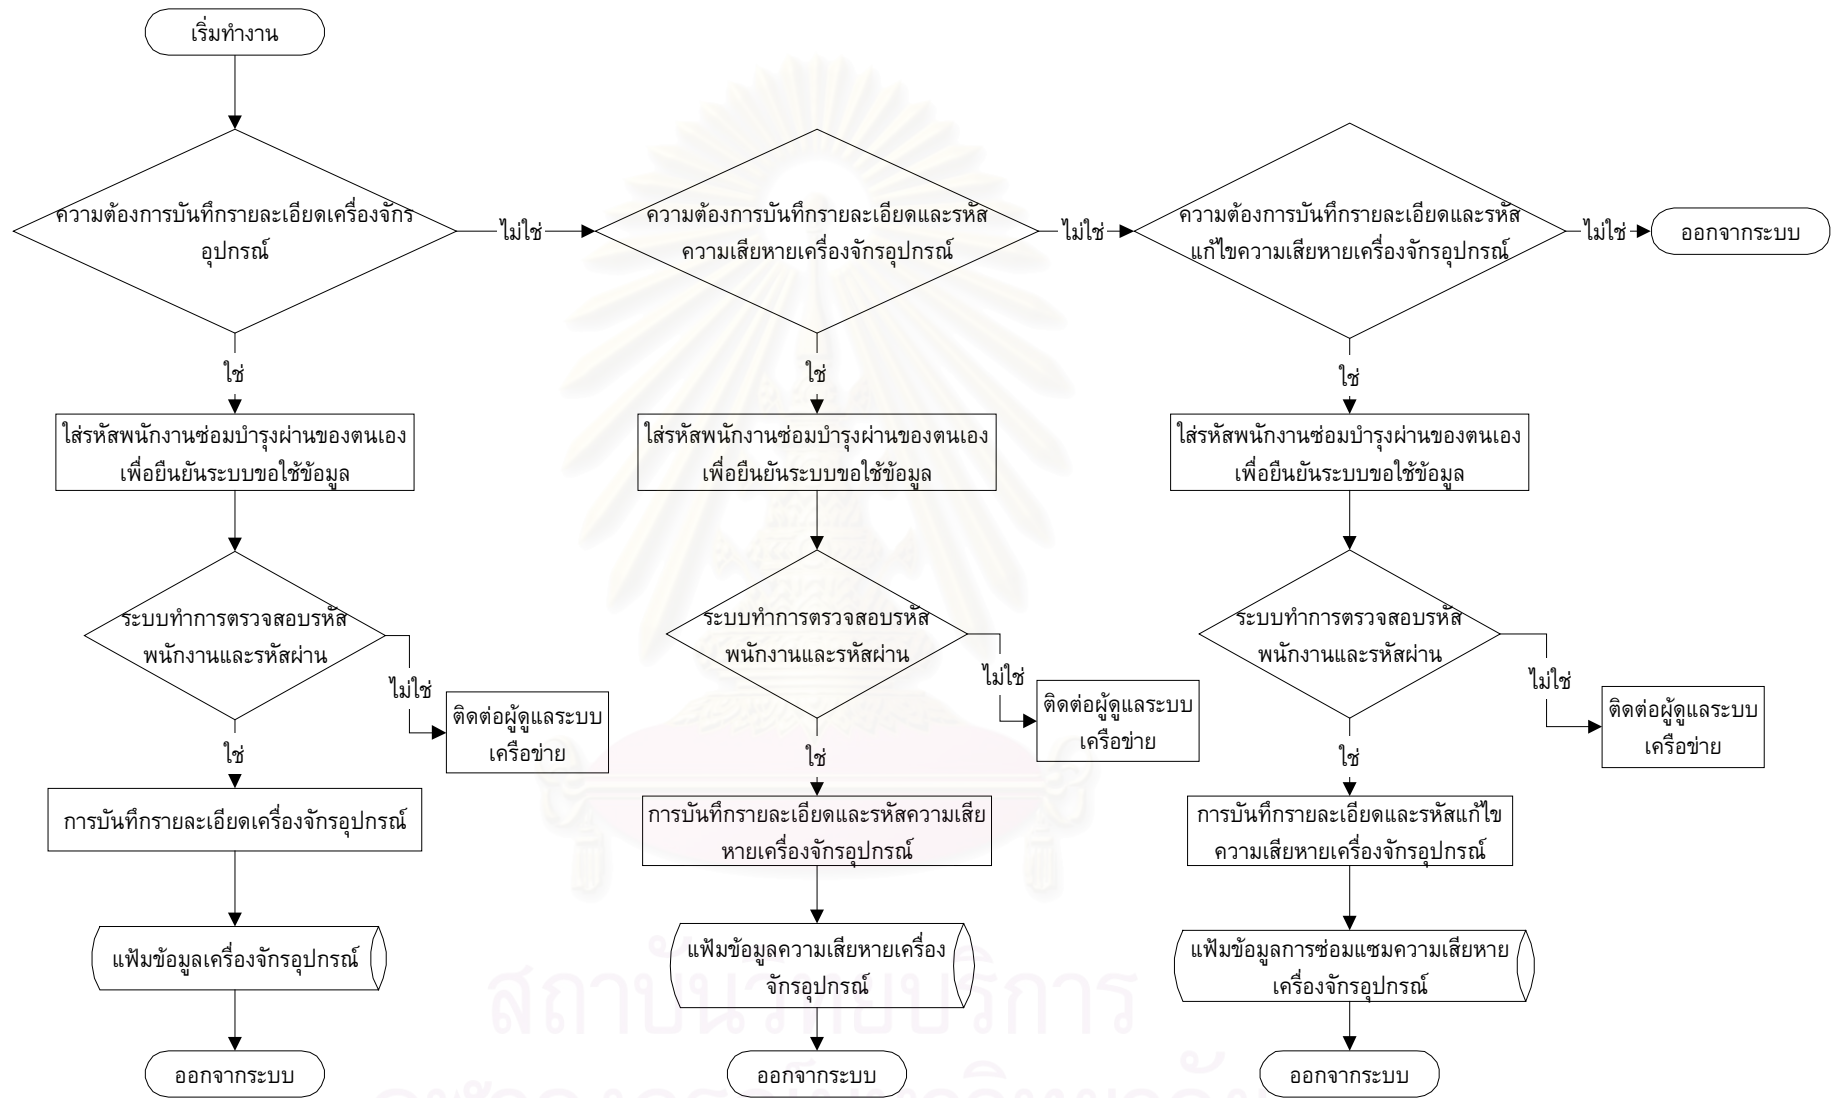 เริ่มทำงาน
ความต้องการบันทึกรายละเอียดเครื่องจักร
อุปกรณ์
ไม่ใช่
ความต้องการบันทึกรายละเอียดและรหัส
ความเสียหายเครื่องจักรอุปกรณ์
ไม่ใช่
ความต้องการบันทึกรายละเอียดและรหัส
แก้ไขความเสียหายเครื่องจักรอุปกรณ์
ไม่ใช่
ออกจากระบบ
ใช่
ใช่
ใช่
ใส่รหัสพนักงานซ่อมบำรุงผ่านของตนเอง
เพื่อยืนยันระบบขอใช้ข้อมูล
ใส่รหัสพนักงานซ่อมบำรุงผ่านของตนเอง
เพื่อยืนยันระบบขอใช้ข้อมูล
ใส่รหัสพนักงานซ่อมบำรุงผ่านของตนเอง
เพื่อยืนยันระบบขอใช้ข้อมูล
ระบบทำการตรวจสอบรหัส
พนักงานและรหัสผ่าน
ไม่ใช่
ติดต่อผู้ดูแลระบบ
เครือข่าย
ระบบทำการตรวจสอบรหัส
พนักงานและรหัสผ่าน
ไม่ใช่
ติดต่อผู้ดูแลระบบ
เครือข่าย
ระบบทำการตรวจสอบรหัส
พนักงานและรหัสผ่าน
ไม่ใช่
ติดต่อผู้ดูแลระบบ
เครือข่าย
ใช่
ใช่
ใช่
การบันทึกรายละเอียดเครื่องจักรอุปกรณ์
การบันทึกรายละเอียดและรหัสความเสีย
หายเครื่องจักรอุปกรณ์
การบันทึกรายละเอียดและรหัสแก้ไข
ความเสียหายเครื่องจักรอุปกรณ์
แฟ้มข้อมูลเครื่องจักรอุปกรณ์
แฟ้มข้อมูลความเสียหายเครื่อง
จักรอุปกรณ์
แฟ้มข้อมูลการซ่อมแซมความเสียหาย
เครื่องจักรอุปกรณ์
สถาบันวิทยบริการ
ออกจากระบบ
ออกจากระบบ
ออกจากระบบ